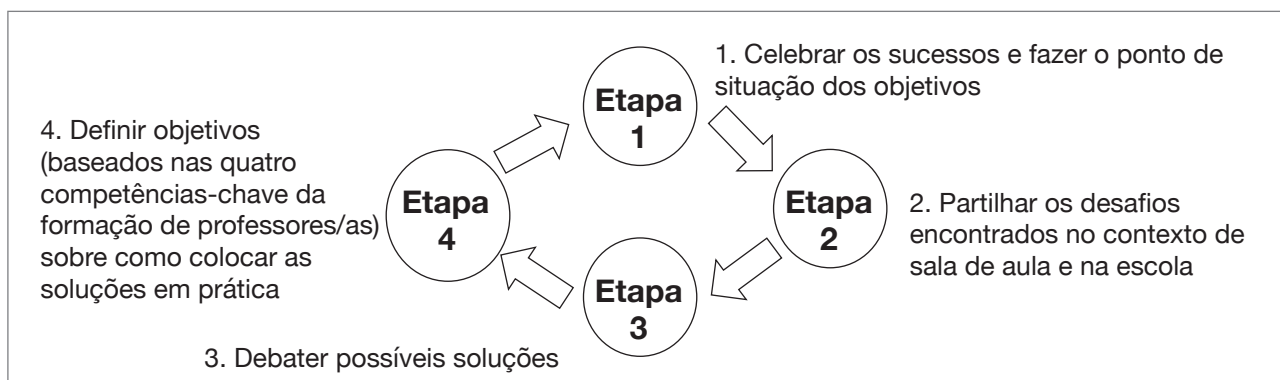 1. Celebrar os sucessos e fazer o ponto de
situação dos objetivos
Etapa
1
4. Definir objetivos
(baseados nas quatro
competências-chave da
formação de professores/as)
sobre como colocar as
soluções em prática
Etapa
4
Etapa
2
2. Partilhar os desafios
encontrados no contexto de
sala de aula e na escola
Etapa
3
3. Debater possíveis soluções